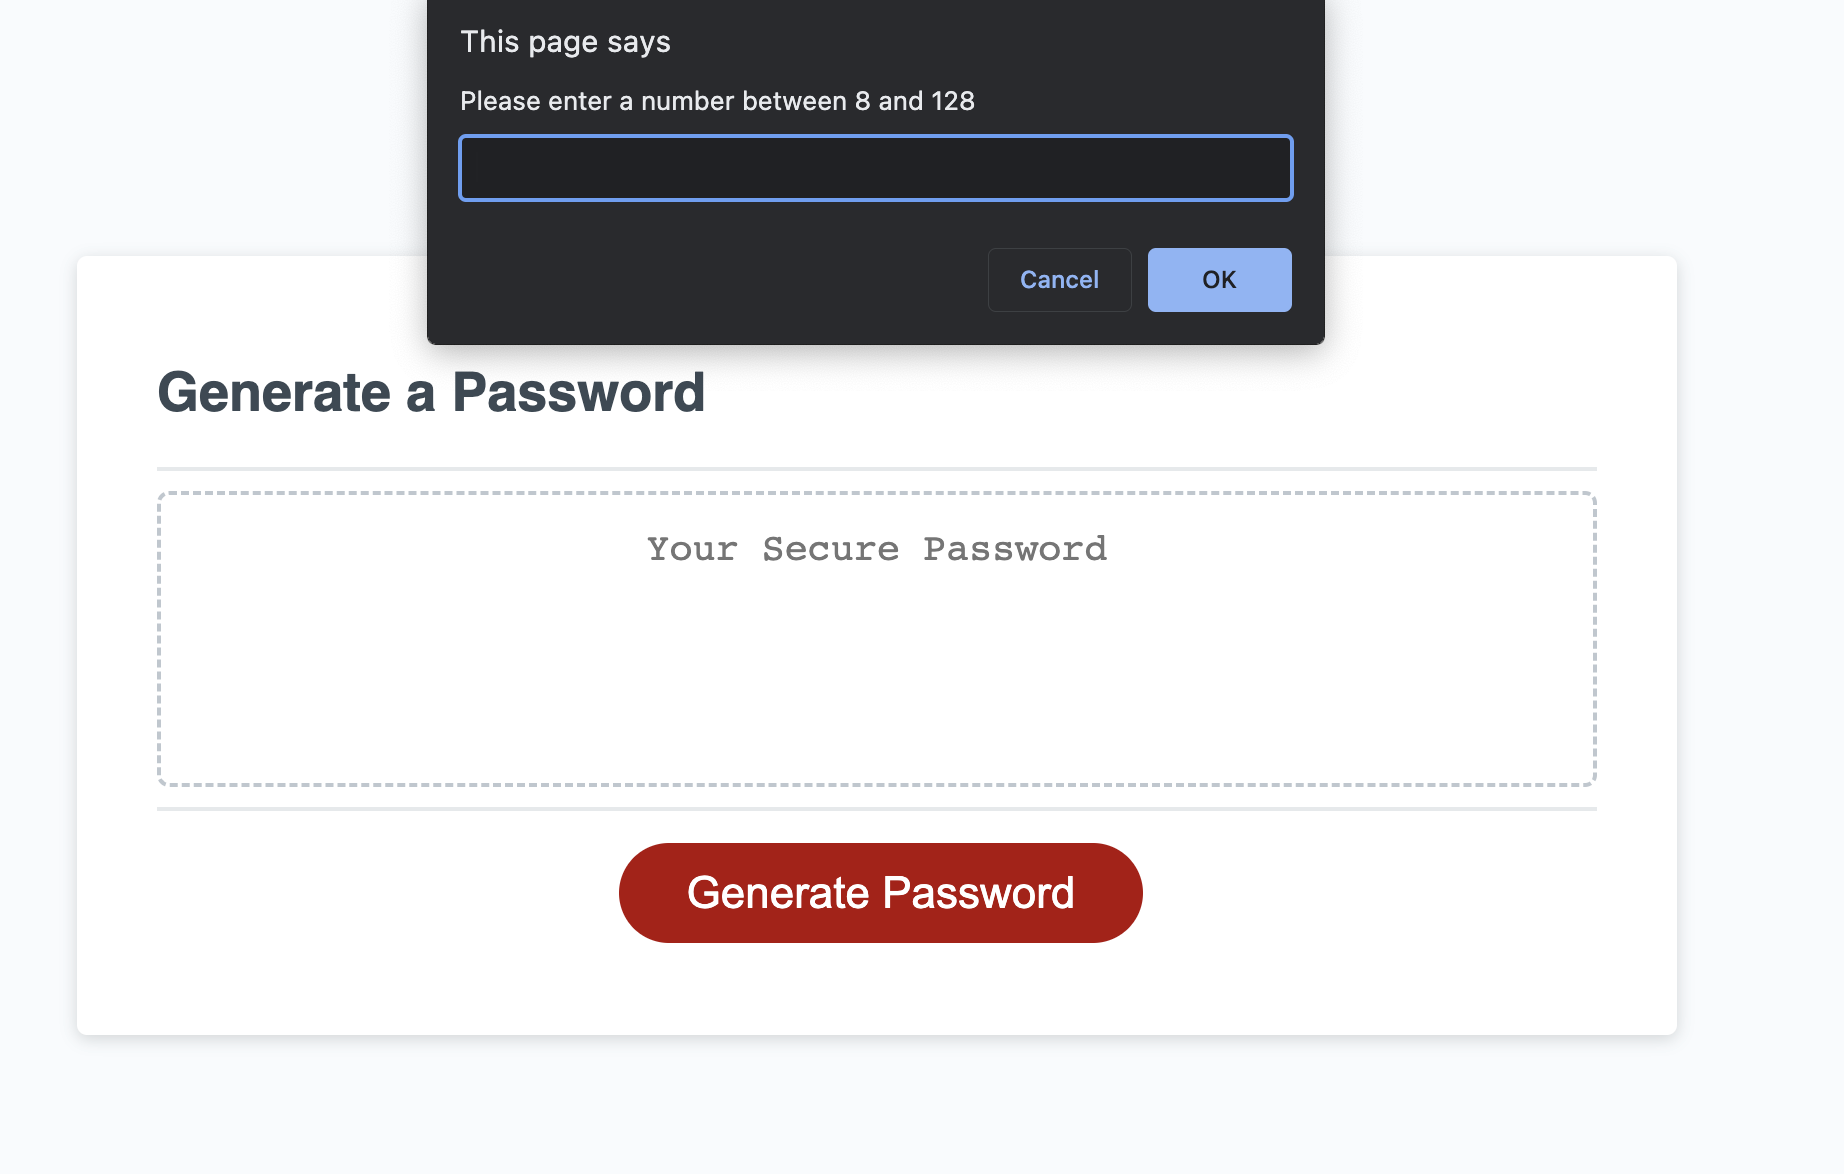 This page says
Please enter a number between 8 and 128
Cancel
OK
Generate a Password
Your Secure Password
Generate Password